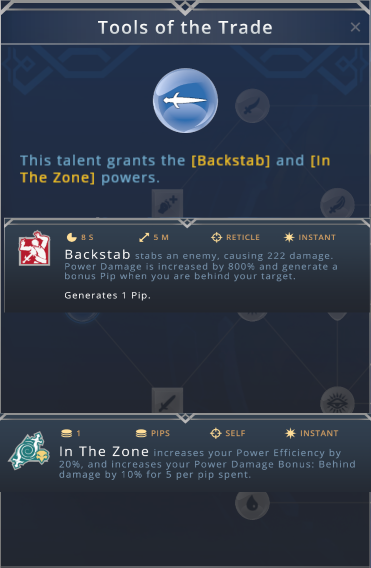 Tools of the Trade
This talent grants the [Backstab] and [In
The Zone] powers.
8 S 5 M RETICLE INSTANT
Backstab stabs an enemy, causing 222 damage.
Power Damage is increased by 800% and generate a
bonus Pip when you are behind your target.
Generates 1 Pip.
1 PIPS SELF INSTANT
In The Zone increases your Power Efficiency by
20%, and increases your Power Damage Bonus: Behind
damage by 10% for 5 per pip spent.